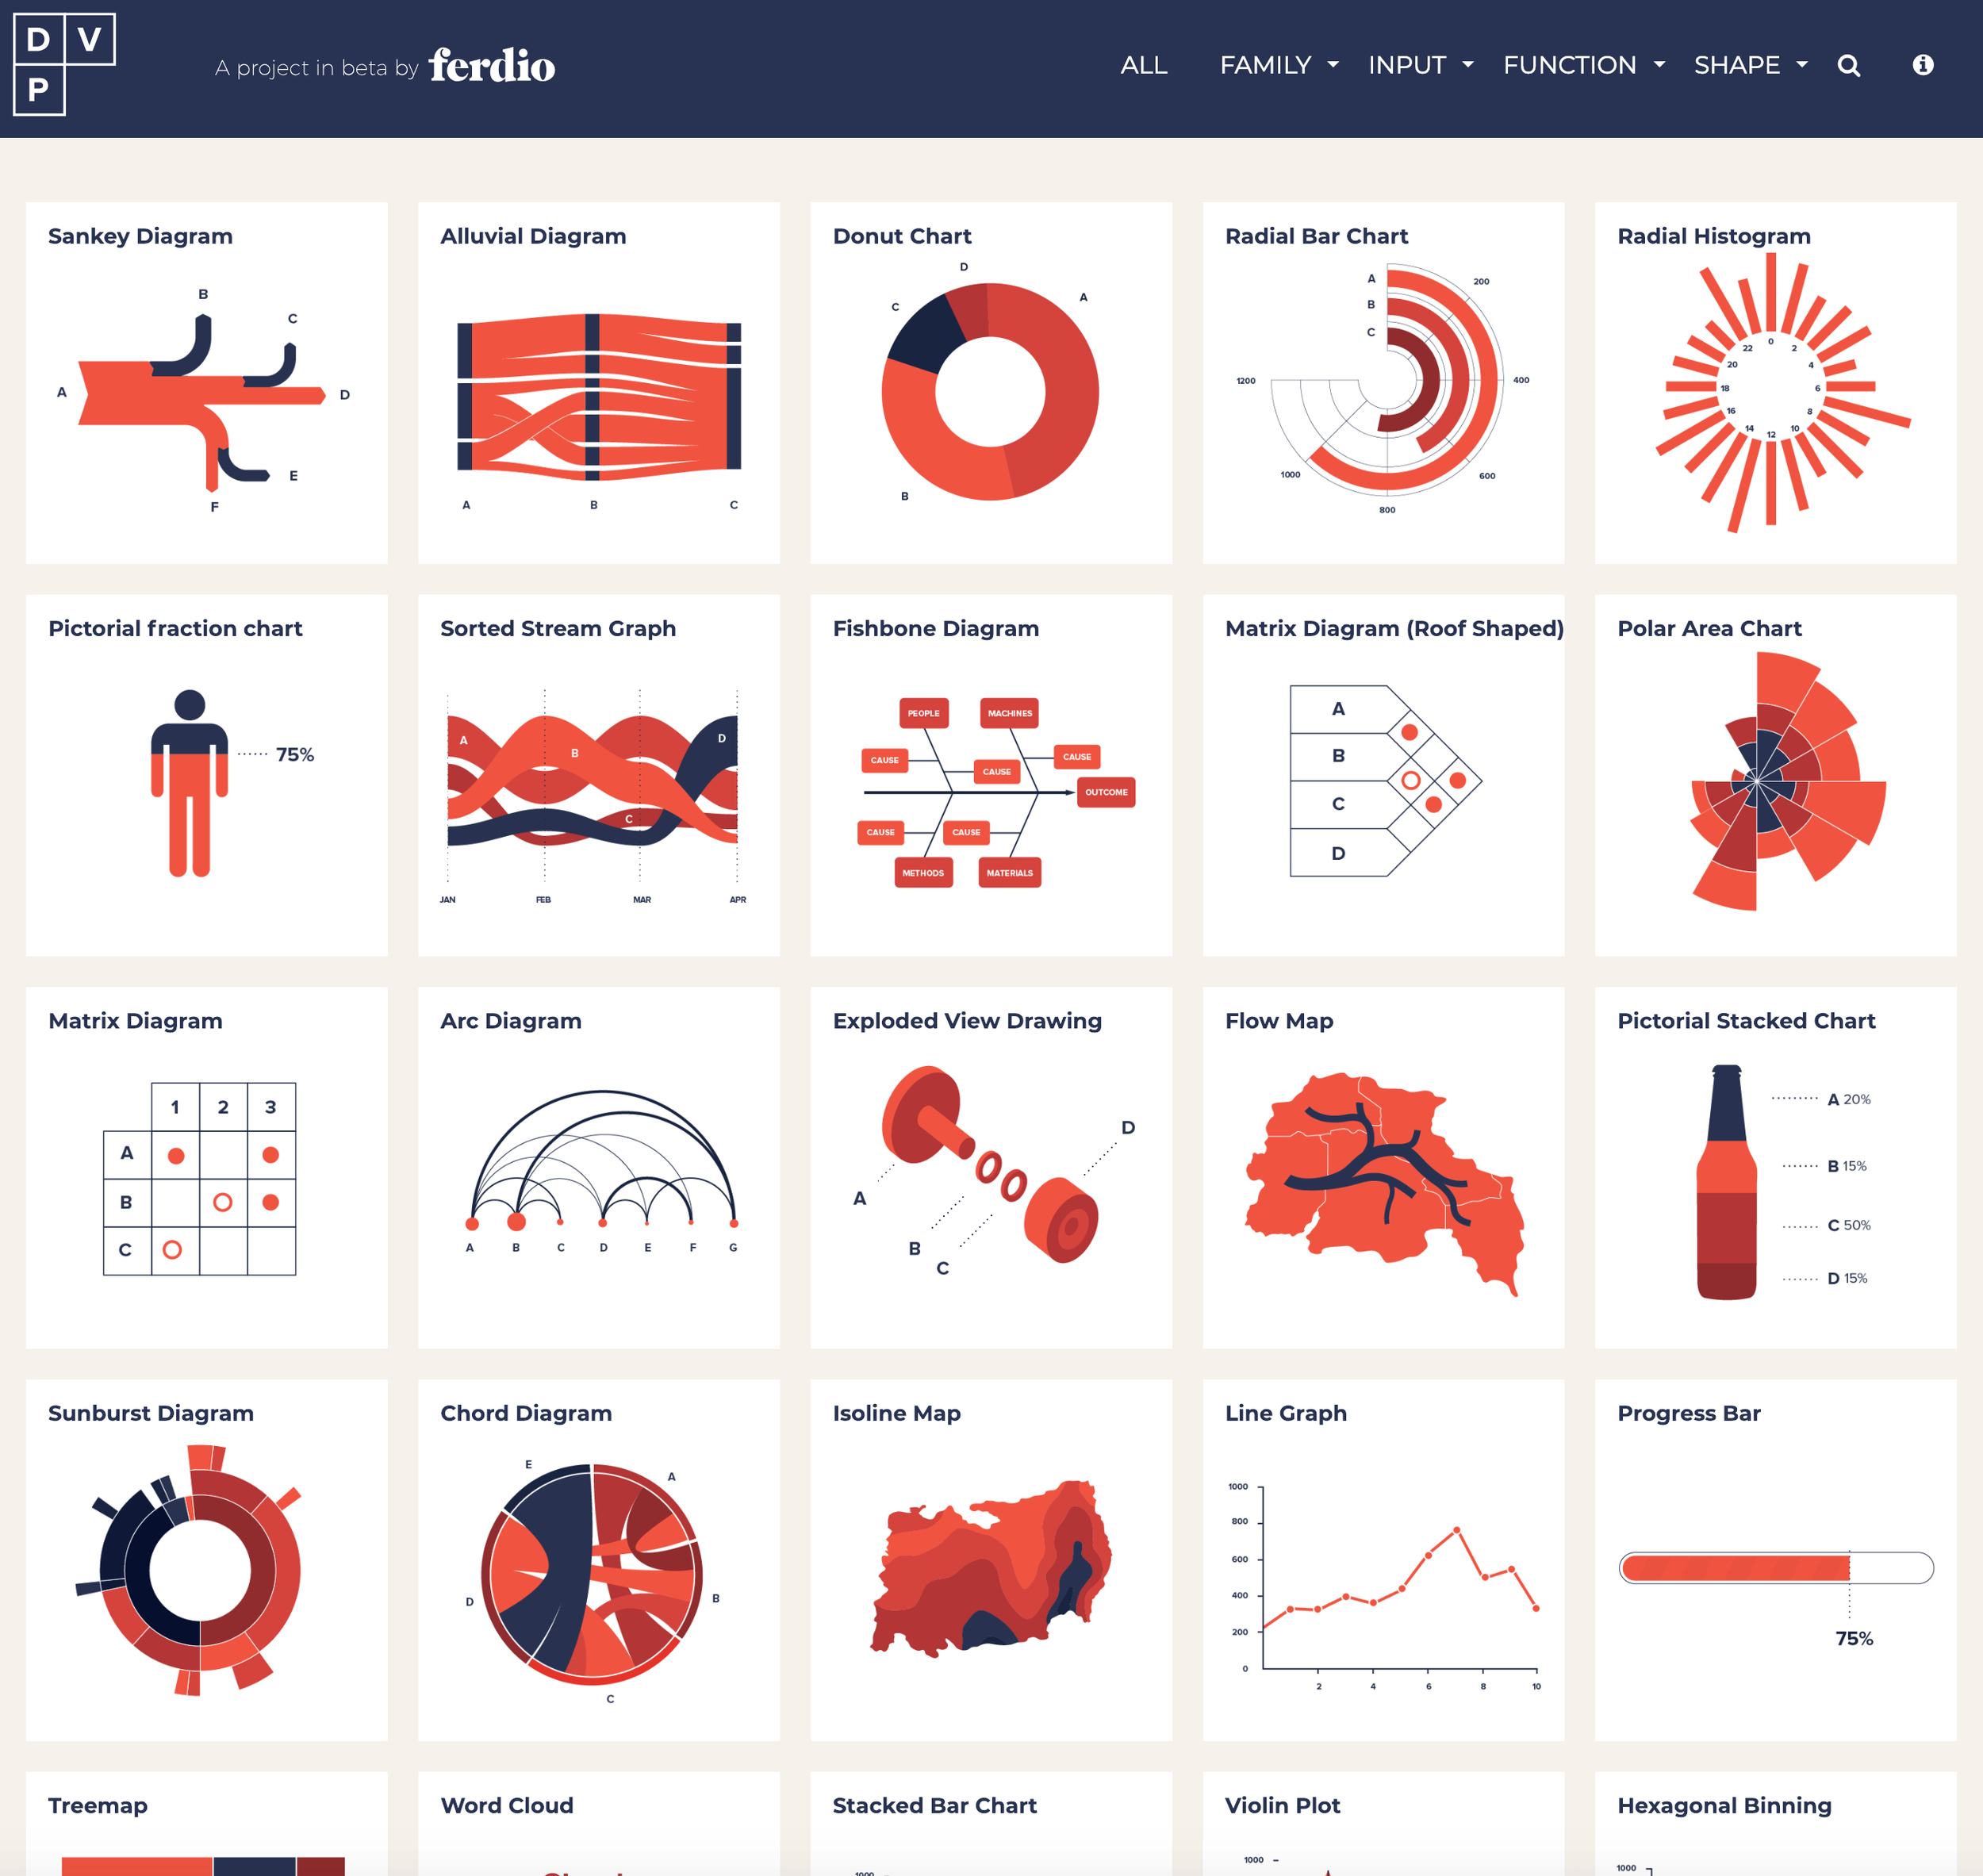 D V
P
A project in beta by ferdio
ALL FAMILY INPUT FUNCTION SHAPE
Sankey Diagram
B
C
A
D
E
F
Alluvial Diagram
A B C
Donut Chart
D
A
C
B
Radial Bar Chart
A
200
B
C
1200
400
1000
600
800
Radial Histogram
0
22 2
20 4
18 6
16 8
14 10
12
Pictorial fraction chart
75%
Sorted Stream Graph
A
B
D
C
JAN FEB MAR APR
Fishbone Diagram
PEOPLE MACHINES
CAUSE
CAUSE
CAUSE
OUTCOME
CAUSE CAUSE
METHODS MATERIALS
Matrix Diagram (Roof Shaped)
A
B
C
D
Polar Area Chart
Matrix Diagram
1 2 3
A
B
C
Arc Diagram
A B C D E F G
Exploded View Drawing
D
A
B
C
Flow Map
Pictorial Stacked Chart
A 20%
B 15%
C 50%
D 15%
Sunburst Diagram
Chord Diagram
E
A
D
B
C
Isoline Map
Line Graph
1000
800
600
400
200
0
2 4 6 8 10
Progress Bar
75%
Treemap
Word Cloud
Stacked Bar Chart
1000
Violin Plot
1000
Hexagonal Binning
1000